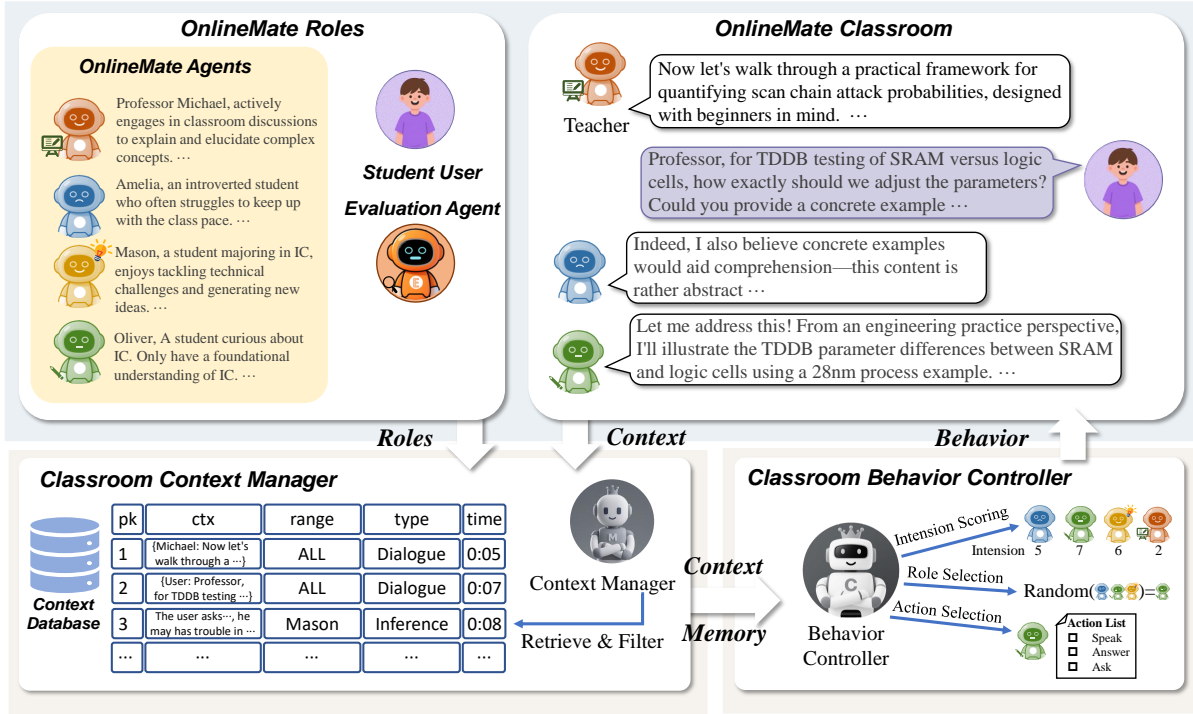 OnlineMate Roles
OnlineMate Agents
Professor Michael, actively
engages in classroom discussions
to explain and elucidate complex
concepts. ⋯
Amelia, an introverted student
who often struggles to keep up
with the class pace. ⋯
Mason, a student majoring in IC,
enjoys tackling technical
challenges and generating new
ideas. ⋯
Oliver, A student curious about
IC. Only have a foundational
understanding of IC. ⋯
Student User
Evaluation Agent
E
OnlineMate Classroom
Teacher
Now let's walk through a practical framework for
quantifying scan chain attack probabilities, designed
with beginners in mind. ⋯
Professor, for TDDB testing of SRAM versus logic
cells, how exactly should we adjust the parameters?
Could you provide a concrete example ⋯
Indeed, I also believe concrete examples
would aid comprehension—this content is
rather abstract ⋯
Let me address this! From an engineering practice perspective,
I'll illustrate the TDDB parameter differences between SRAM
and logic cells using a 28nm process example. ⋯
Roles
Context
Behavior
Classroom Context Manager
Context
Database
pk ctx range type time
1 {Michael: Now let's
walk through a ⋯} ALL Dialogue 0:05
2 {User: Professor,
for TDDB testing ⋯} ALL Dialogue 0:07
3 The user asks⋯, he
may has trouble in ⋯ Mason Inference 0:08
⋯ ⋯ ⋯
M
Context Manager
Retrieve & Filter
Context
Memory
Classroom Behavior Controller
C
Behavior
Controller
Intension Scoring
Intension 5 7 6 2
Role Selection
Random( )=
Action Selection
Action List
Speak
Answer
Ask